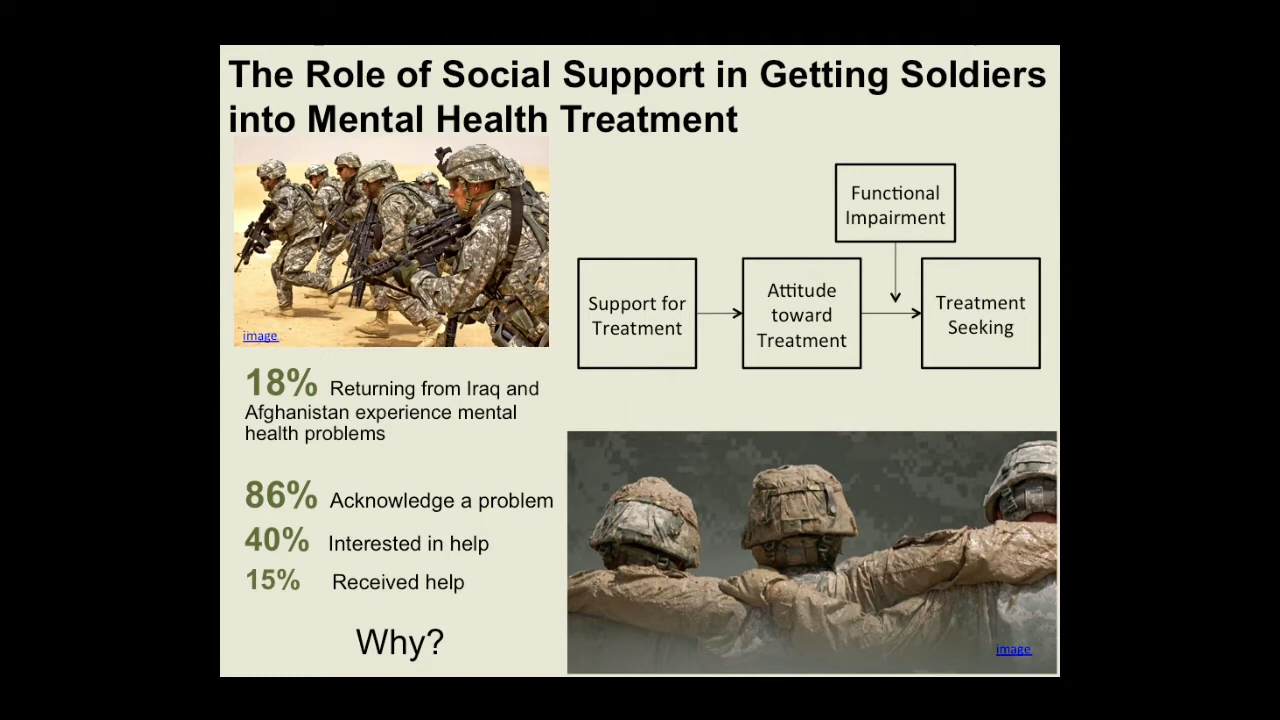 The Role of Social Support in Getting Soldiers
into Mental Health Treatment
image
18% Returning from Iraq and
Afghanistan experience mental
health problems
86% Acknowledge a problem
40% Interested in help
15% Received help
Why?
Functional
Impairment
Support for
Treatment
Attitude
toward
Treatment
Treatment
Seeking
image